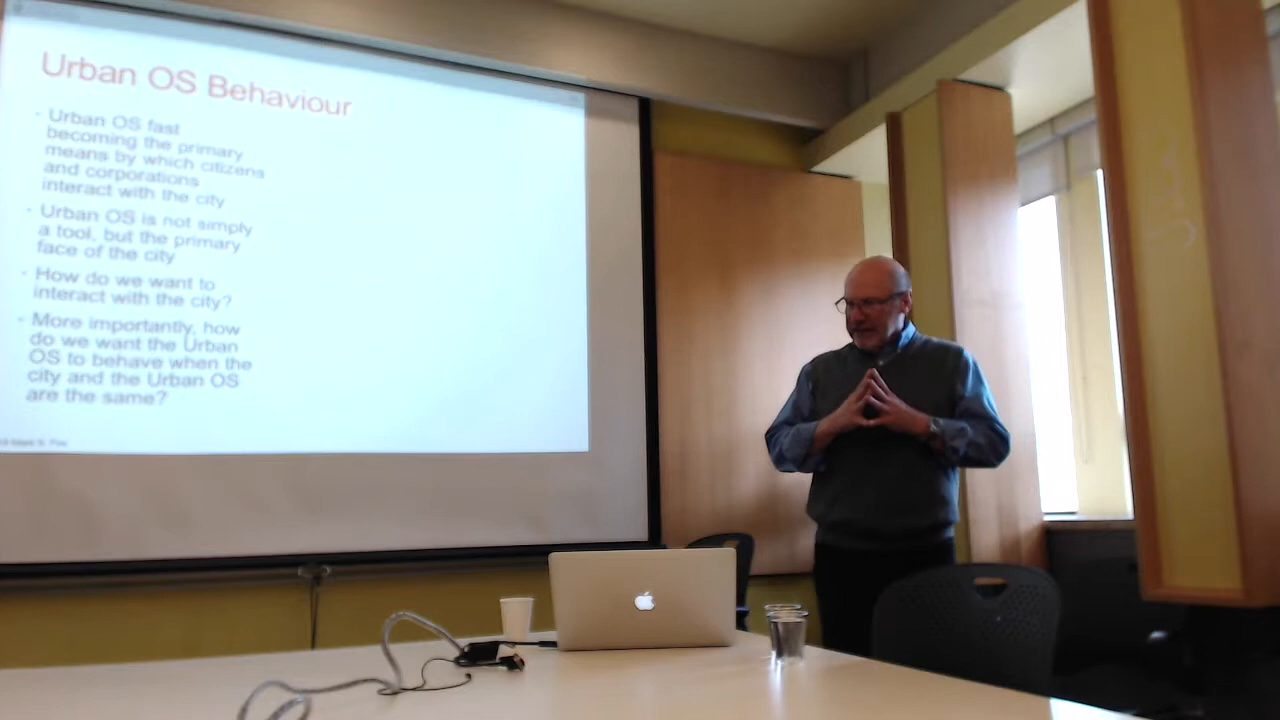 Urban OS Behaviour
Urban OS fast
becoming the primary
means by which citizens
and corporations
interact with the city
Urban OS is not simply
a tool, but the primary
face of the city
How do we want to
interact with the city?
More importantly, how
do we want the Urban
OS to behave when the
city and the Urban OS
are the same?
Mark S. Fox